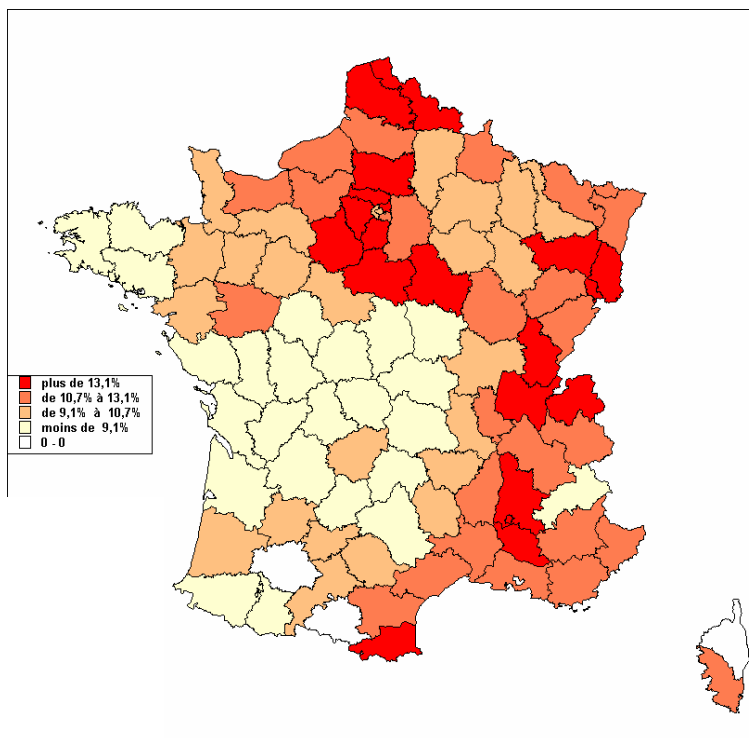 plus de 13,1%
de 10,7% à 13,1%
de 9,1% à 10,7%
moins de 9,1%
0 - 0